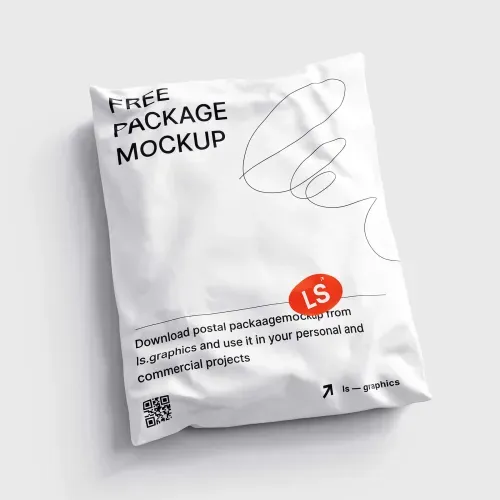 FREE
PACKAGE
MOCKUP
LS
Download postal packaagemockup from
ls.graphics and use it in your personal and
commercial projects
ls — graphics